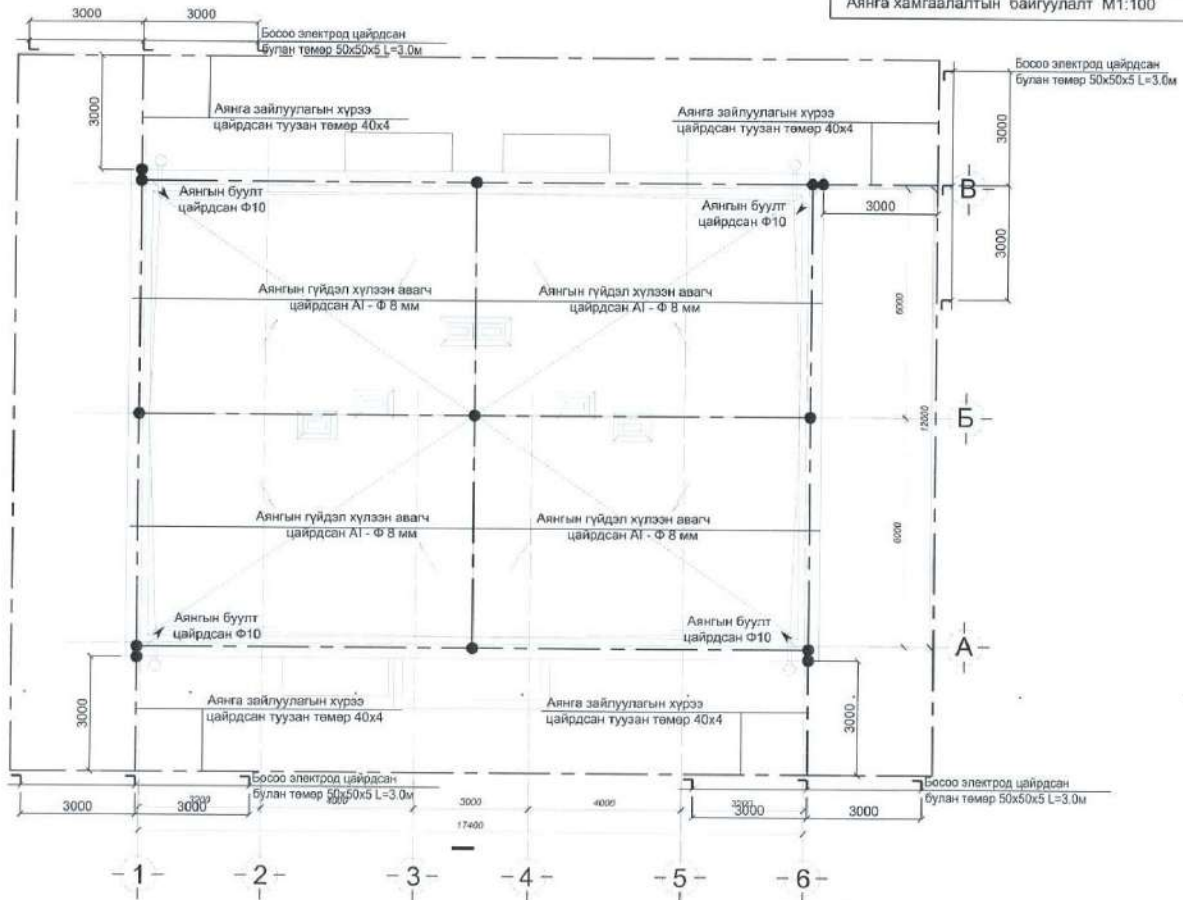 Аянга хамгаалалтын байгуулалт М1:100
3000
3000
Босоо электрод цайрдсан
булан төмөр 50х50х5 L=3.0м
Босоо электрод цайрдсан
булан төмөр 50х50х5 L=3.0м
3000
Аянга зайлуулагын хүрээ
цайрдсан туузан төмөр 40х4
Аянга зайлуулагын хүрээ
цайрдсан туузан төмөр 40х4
3000
Аянгын буулт
цайрдсан Ф10
Аянгын буулт
цайрдсан Ф10
3000
В
3000
Аянгын гүйдэл хүлээн авагч
цайрдсан АI - Ф 8 мм
Аянгын гүйдэл хүлээн авагч
цайрдсан АI - Ф 8 мм
6000
12000
Б
Аянгын гүйдэл хүлээн авагч
цайрдсан АI - Ф 8 мм
Аянгын гүйдэл хүлээн авагч
цайрдсан АI - Ф 8 мм
6000
Аянгын буулт
цайрдсан Ф10
Аянгын буулт
цайрдсан Ф10
А
3000
Аянга зайлуулагын хүрээ
цайрдсан туузан төмөр 40х4
Аянга зайлуулагын хүрээ
цайрдсан туузан төмөр 40х4
3000
Босоо электрод цайрдсан
булан төмөр 50х50х5 L=3.0м
Босоо электрод цайрдсан
булан төмөр 50х50х5 L=3.0м
3000
3200
3000
4000
3000
4000
3200
3000
3000
17400
1
2
3
4
5
6